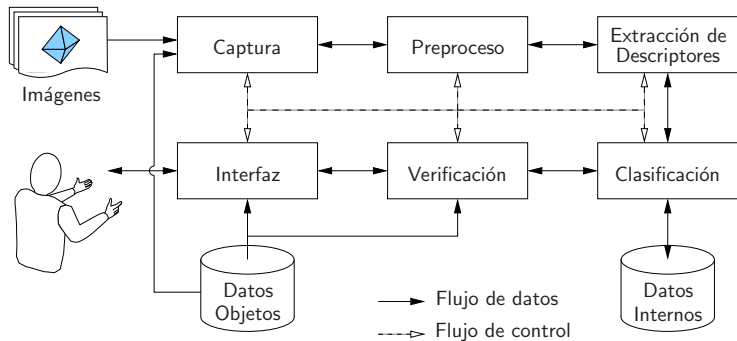 Imágenes
Captura
Preproceso
Extracción de
Descriptores
Interfaz
Verificación
Clasificación
Datos
Objetos
Flujo de datos
Flujo de control
Datos
Internos